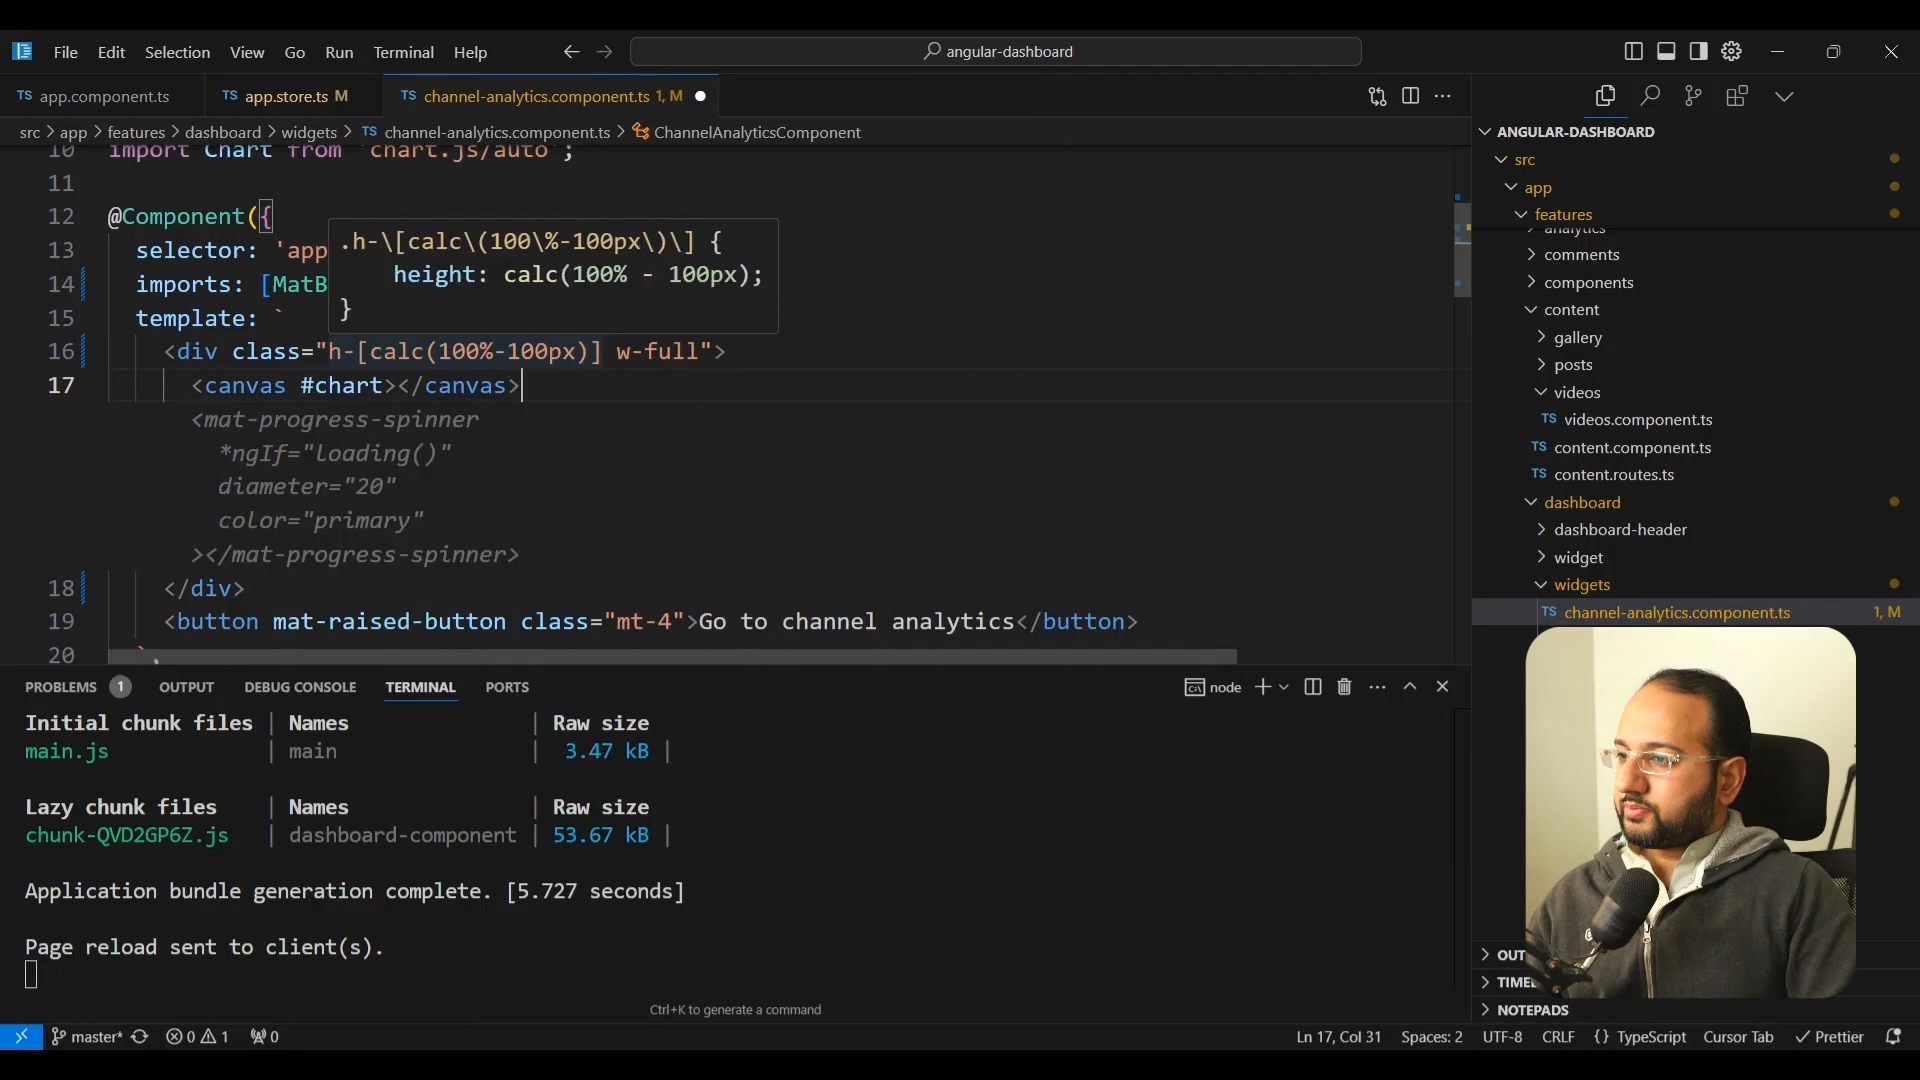 File Edit Selection View Go Run Terminal Help
angular-dashboard
TS app.component.ts
TS app.store.ts M
TS channel-analytics.component.ts 1, M
src > app > features > dashboard > widgets > TS channel-analytics.component.ts > ChannelAnalyticsComponent
10 import Chart from 'chart.js/auto';
11
12 @Component({
13 selector: 'app
14 imports: [MatB
15 template: `
.h-\[calc\(100\%-100px\)\] {
height: calc(100% - 100px);
}
16 <div class="h-[calc(100%-100px)] w-full">
17 <canvas #chart></canvas>
<mat-progress-spinner
*ngIf="loading()"
diameter="20"
color="primary"
></mat-progress-spinner>
18 </div>
19 <button mat-raised-button class="mt-4">Go to channel analytics</button>
20 `,
PROBLEMS 1 OUTPUT DEBUG CONSOLE TERMINAL PORTS
node
Initial chunk files | Names | Raw size
main.js | main | 3.47 kB |
Lazy chunk files | Names | Raw size
chunk-QVD2GP6Z.js | dashboard-component | 53.67 kB |
Application bundle generation complete. [5.727 seconds]
Page reload sent to client(s).
Ctrl+K to generate a command
ANGULAR-DASHBOARD
src
app
features
analytics
comments
components
content
gallery
posts
videos
TS videos.component.ts
TS content.component.ts
TS content.routes.ts
dashboard
dashboard-header
widget
widgets
TS channel-analytics.component.ts 1, M
OUT
TIME
NOTEPADS
master* 0 1 0
Ln 17, Col 31 Spaces: 2 UTF-8 CRLF {} TypeScript Cursor Tab Prettier